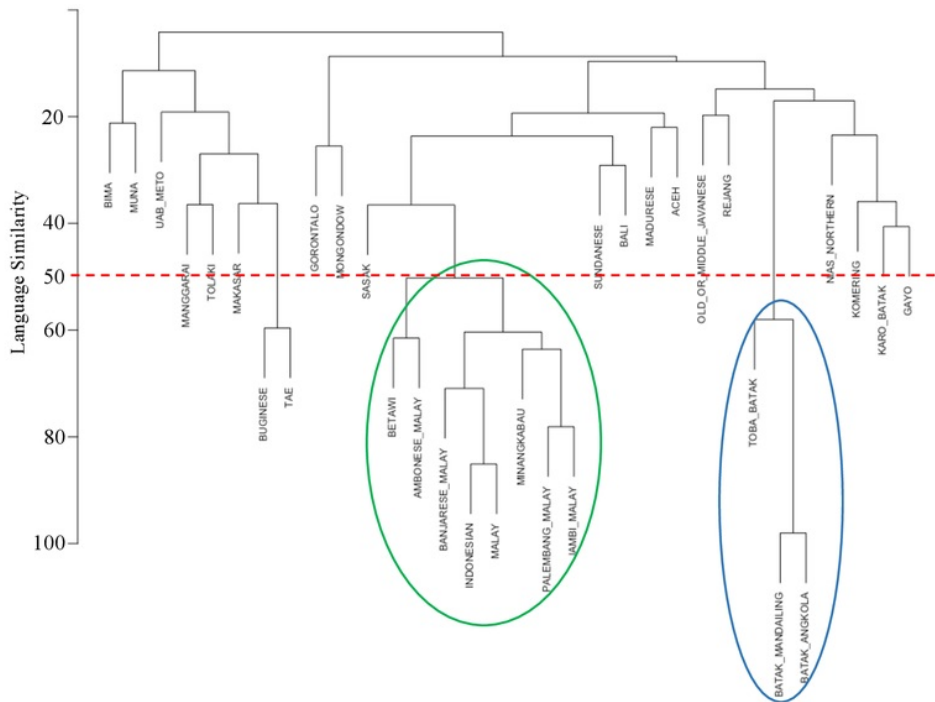 Language Similarity
20
40
50
60
80
100
BIMA
MUNA
UAB_METO
MANGGARAI
TOLAKI
MAKASAR
BUGINESE
TAE
GORONTALO
MONGONDOW
SASAK
BETAWI
AMBONESE_MALAY
BANJARESE_MALAY
INDONESIAN
MALAY
MINANGKABAU
PALEMBANG_MALAY
JAMBI_MALAY
SUNDANESE
BALI
MADURESE
ACEH
OLD_OR_MIDDLE_JAVANESE
REJANG
TOBA_BATAK
BATAK_MANDAILING
BATAK_ANGKOLA
NIAS_NORTHERN
KOMERING
KARO_BATAK
GAYO